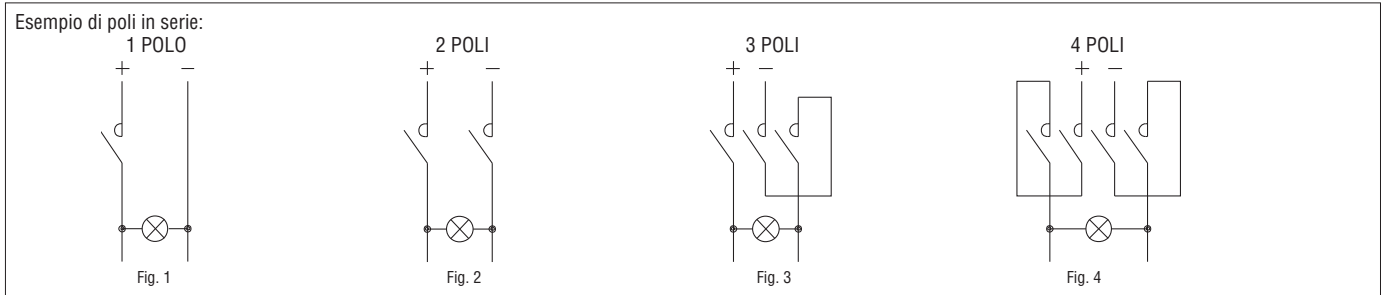 Esempio di poli in serie:
1 POLO 2 POLI 3 POLI 4 POLI
+ – + – + – + –
Fig. 1 Fig. 2 Fig. 3 Fig. 4